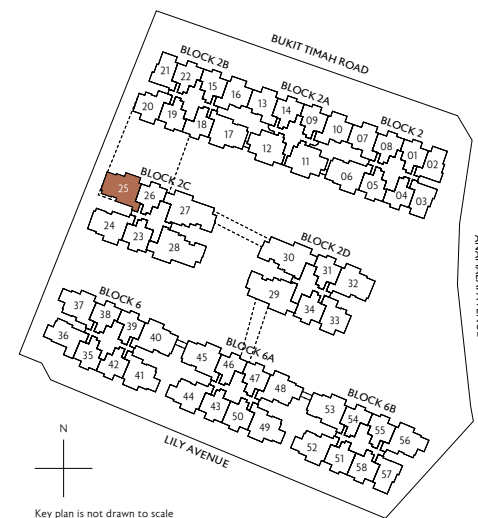 BUKIT TIMAH ROAD
BLOCK 2B
BLOCK 2A
BLOCK 2
21 22 15 16 13 14 09 10 07 08 01 02
20 19 18 17 12 11 06 05 04 03
BLOCK 2C
25 26 27
24 23 28
BLOCK 2D
30 31 32
29 34 33
BLOCK 6
37 38 39 40
36 35 42 41
BLOCK 6A
45 46 47 48
44 43 50 49
BLOCK 6B
53 54 55 56
52 51 58 57
LILY AVENUE
N
Key plan is not drawn to scale